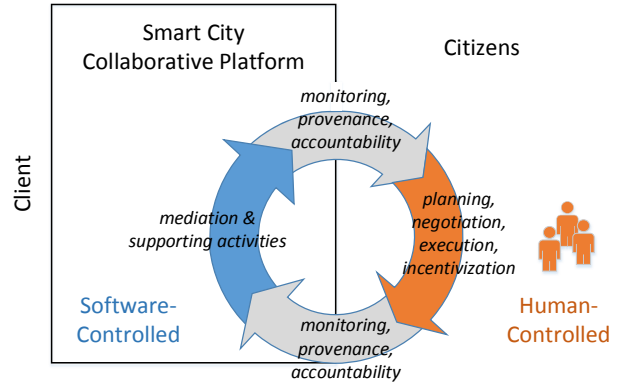 Smart City
Collaborative Platform
Citizens
monitoring,
provenance,
accountability
Client
mediation &
supporting activities
planning,
negotiation,
execution,
incentivization
Software-
Controlled
Human-
Controlled
monitoring,
provenance,
accountability